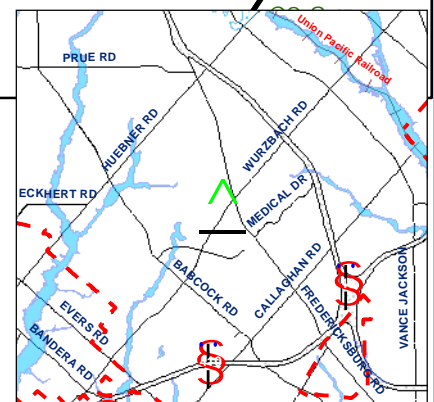 Union Pacific Railroad
PRUE RD
HUEBNER RD
WURZBACH RD
ECKHERT RD
MEDICAL DR
BABCOCK RD
CALLAGHAN RD
VANCE JACKSON
FREDERICKSBURG RD
EVERS RD
BANDERA RD